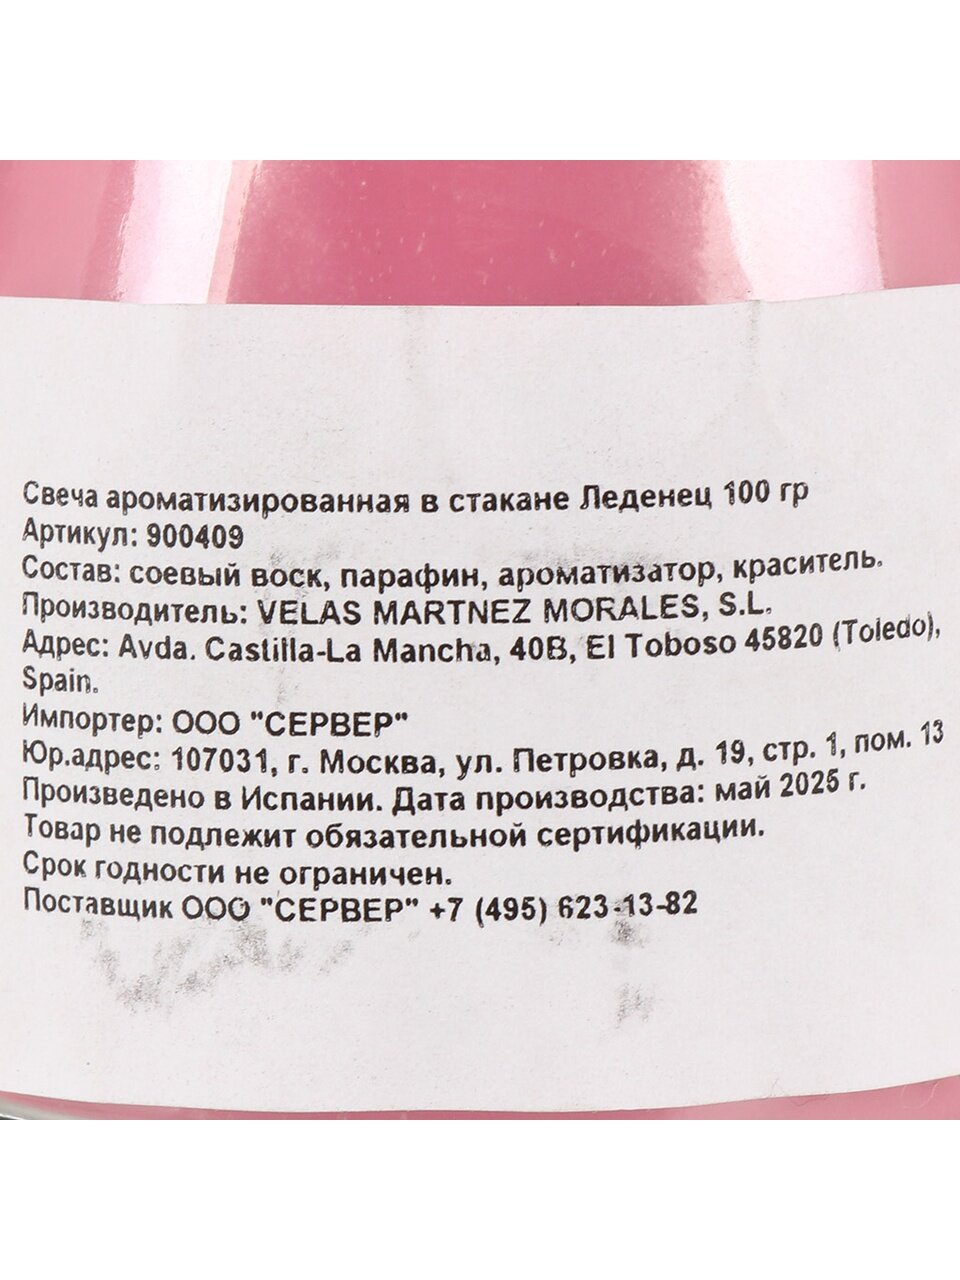 Свеча ароматизированная в стакане Леденец 100 гр
Артикул: 900409
Состав: соевый воск, парафин, ароматизатор, краситель.
Производитель: VELAS MARTNEZ MORALES, S.L.
Адрес: Avda. Castilla-La Mancha, 40B, El Toboso 45820 (Toledo),
Spain.
Импортер: ООО "СЕРВЕР"
Юр.адрес: 107031, г. Москва, ул. Петровка, д. 19, стр. 1, пом. 13
Произведено в Испании. Дата производства: май 2025 г.
Товар не подлежит обязательной сертификации.
Срок годности не ограничен.
Поставщик ООО "СЕРВЕР" +7 (495) 623-13-82